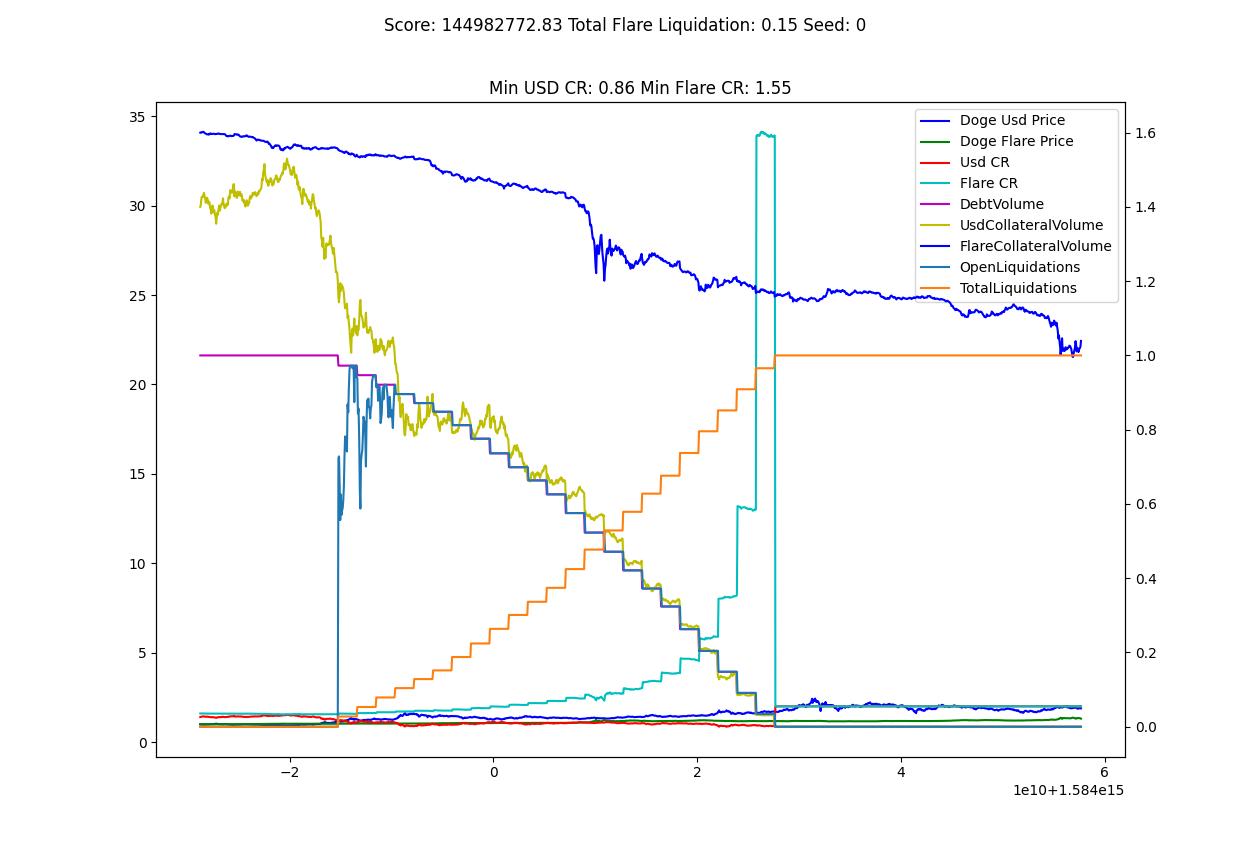 Score: 144982772.83 Total Flare Liquidation: 0.15 Seed: 0
Min USD CR: 0.86 Min Flare CR: 1.55
35
30
25
20
15
10
5
0
Doge Usd Price
Doge Flare Price
Usd CR
Flare CR
DebtVolume
UsdCollateralVolume
FlareCollateralVolume
OpenLiquidations
TotalLiquidations
1.6
1.4
1.2
1.0
0.8
0.6
0.4
0.2
0.0
−2 0 2 4 6
1e10+1.584e15